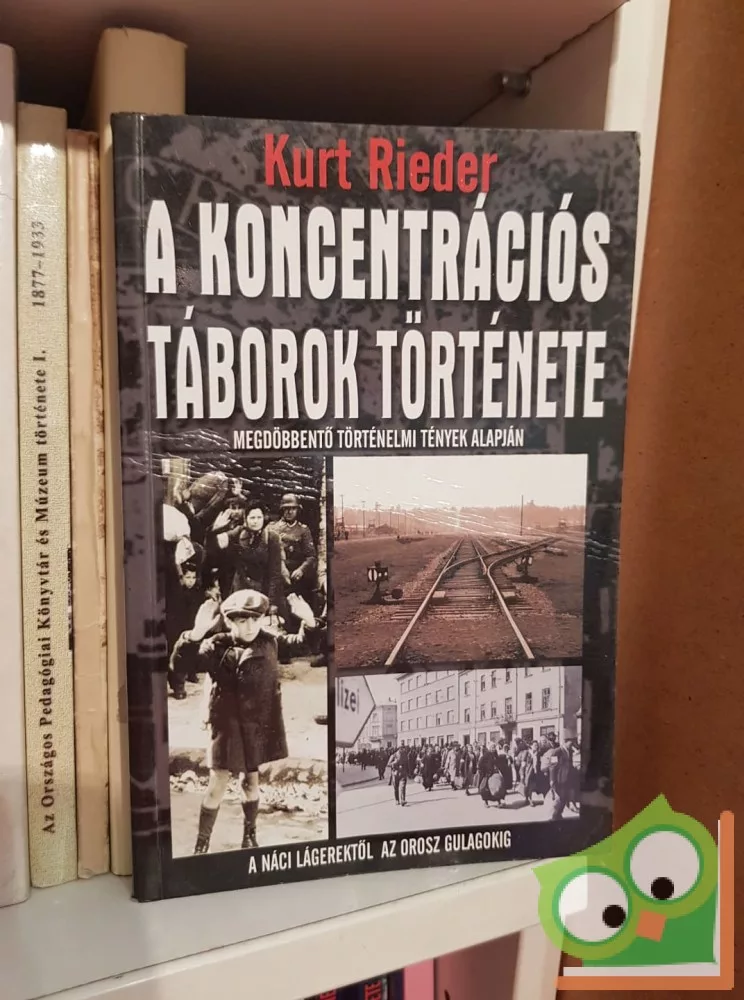 Az Országos Pedagógiai Könyvtár és Múzeum története I. 1877–1933
Kurt Rieder
A KONCENTRÁCIÓS
TÁBOROK TÖRTÉNETE
MEGDÖBBENTŐ TÖRTÉNELMI TÉNYEK ALAPJÁN
lizei
A NÁCI LÁGEREKTŐL AZ OROSZ GULAGOKIG